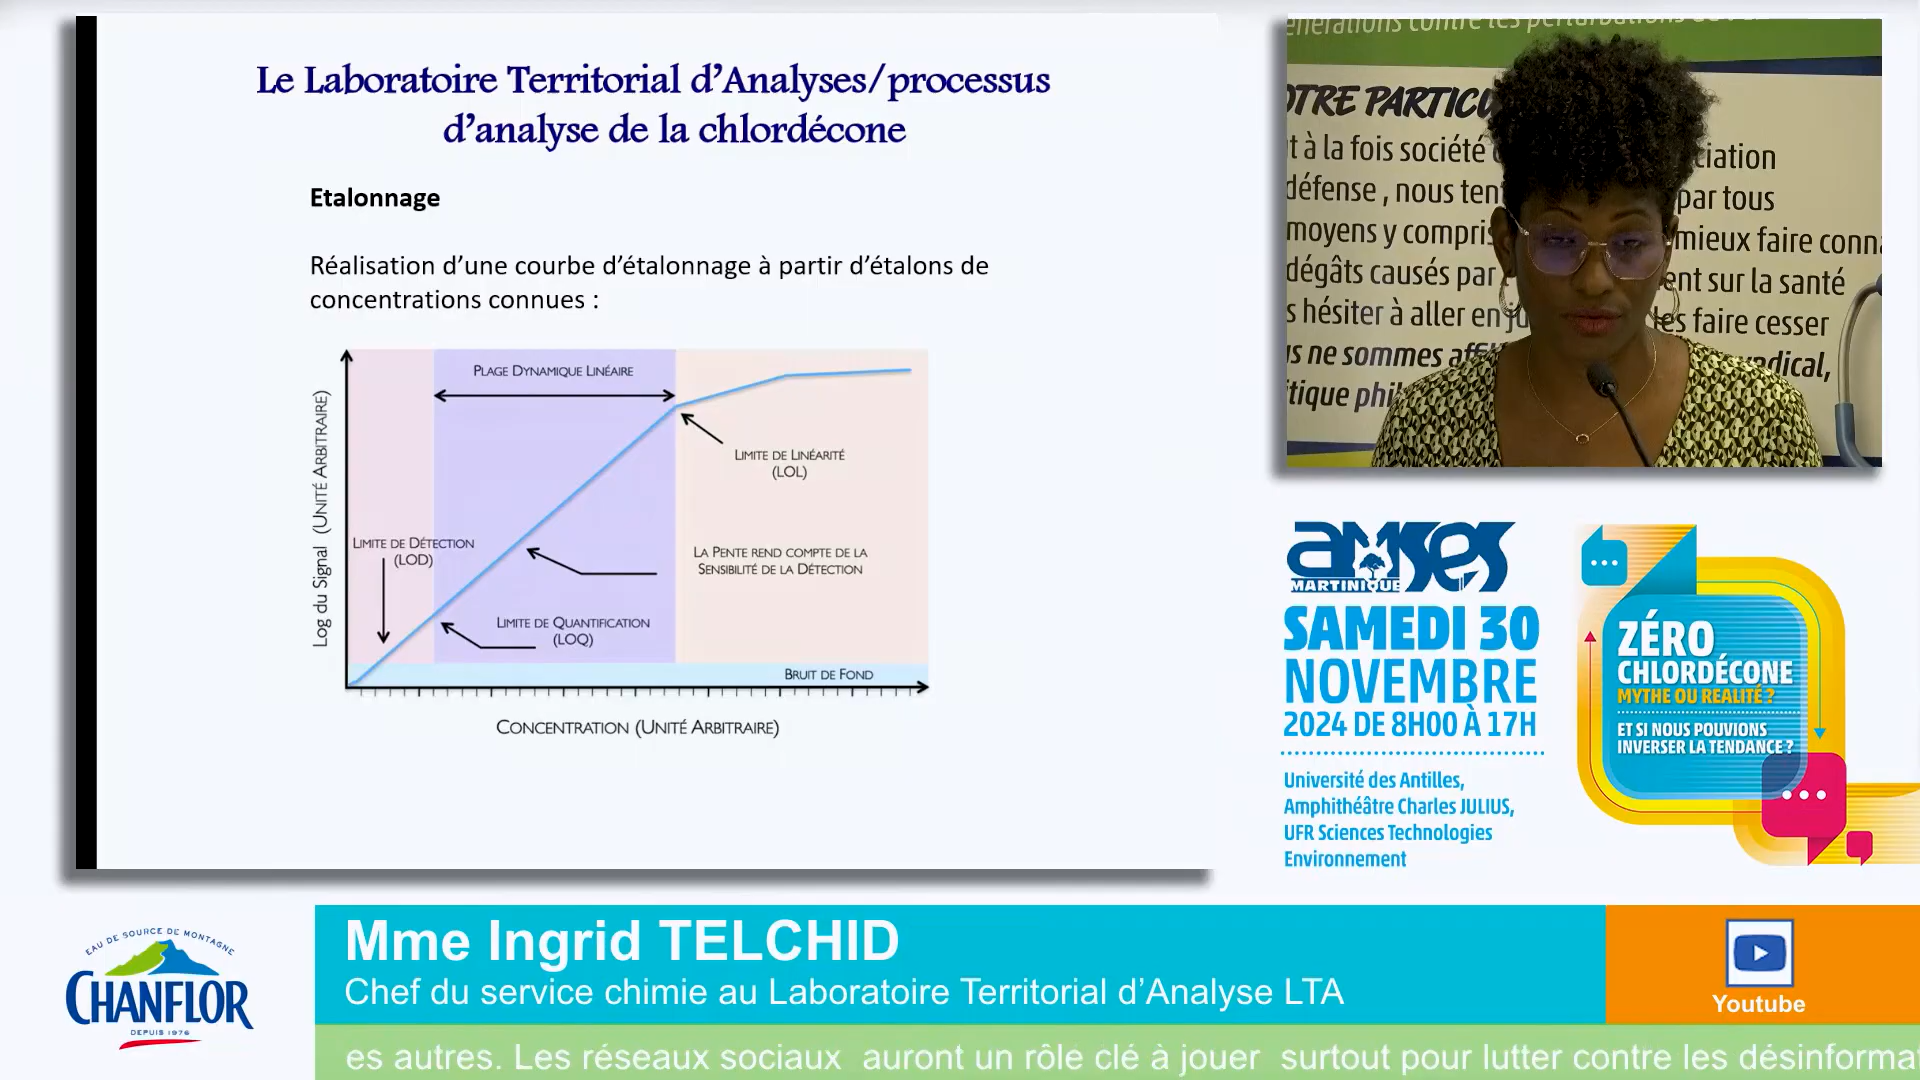 Le Laboratoire Territorial d’Analyses/processus
d’analyse de la chlordécone
Etalonnage
Réalisation d’une courbe d’étalonnage à partir d’étalons de
concentrations connues :
Plage Dynamique Linéaire
Limite de Linéarité
(LOL)
Limite de Détection
(LOD)
La Pente rend compte de la
Sensibilité de la Détection
Limite de Quantification
(LOQ)
Bruit de Fond
Log du Signal (Unité Arbitraire)
Concentration (Unité Arbitraire)
générations contre les perturbations
OTRE PARTICU
t à la fois société
ciation
défense , nous ten
par tous
moyens y compris
mieux faire conn
dégâts causés par
ent sur la santé
s hésiter à aller en ju
les faire cesser
s ne sommes affi
ndical,
itique phi
amses
MARTINIQUE
SAMEDI 30
NOVEMBRE
2024 DE 8H00 À 17H
Université des Antilles,
Amphithéâtre Charles JULIUS,
UFR Sciences Technologies
Environnement
ZÉRO
CHLORDÉCONE
MYTHE OU REALITÉ ?
ET SI NOUS POUVIONS
INVERSER LA TENDANCE ?
EAU DE SOURCE DE MONTAGNE
CHANFLOR
DEPUIS 1976
Mme Ingrid TELCHID
Chef du service chimie au Laboratoire Territorial d’Analyse LTA
Youtube
es autres. Les réseaux sociaux auront un rôle clé à jouer surtout pour lutter contre les désinforma